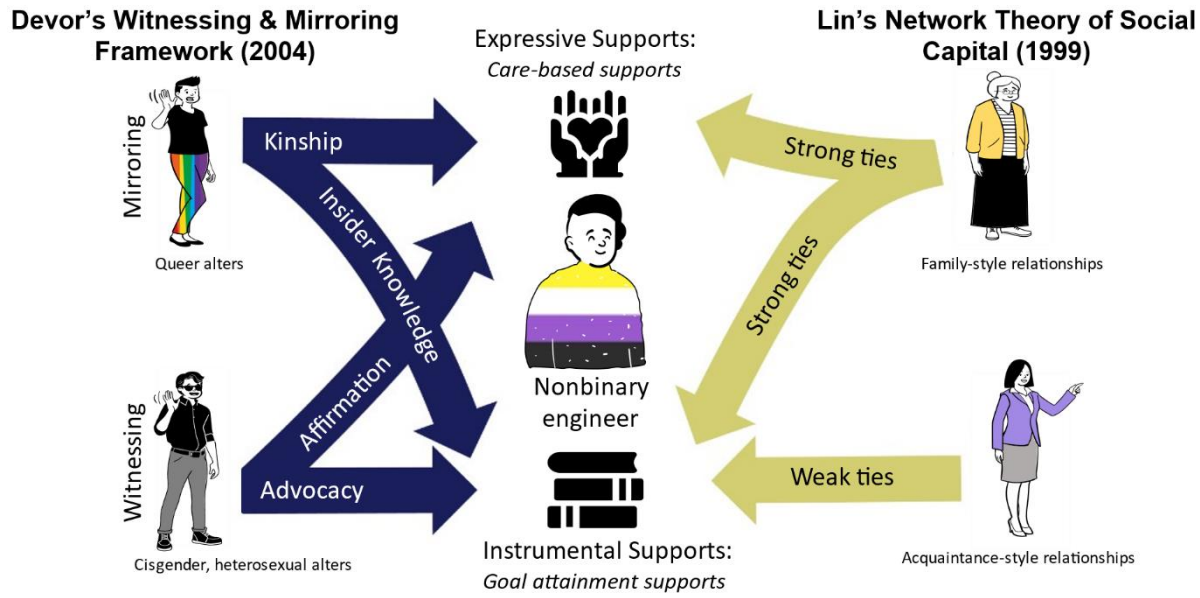 Devor’s Witnessing & Mirroring
Framework (2004)
Expressive Supports:
Care-based supports
Lin’s Network Theory of Social
Capital (1999)
Mirroring
Queer alters
Kinship
Insider Knowledge
Strong ties
Strong ties
Family-style relationships
Nonbinary
engineer
Witnessing
Cisgender, heterosexual alters
Affirmation
Advocacy
Weak ties
Acquaintance-style relationships
Instrumental Supports:
Goal attainment supports